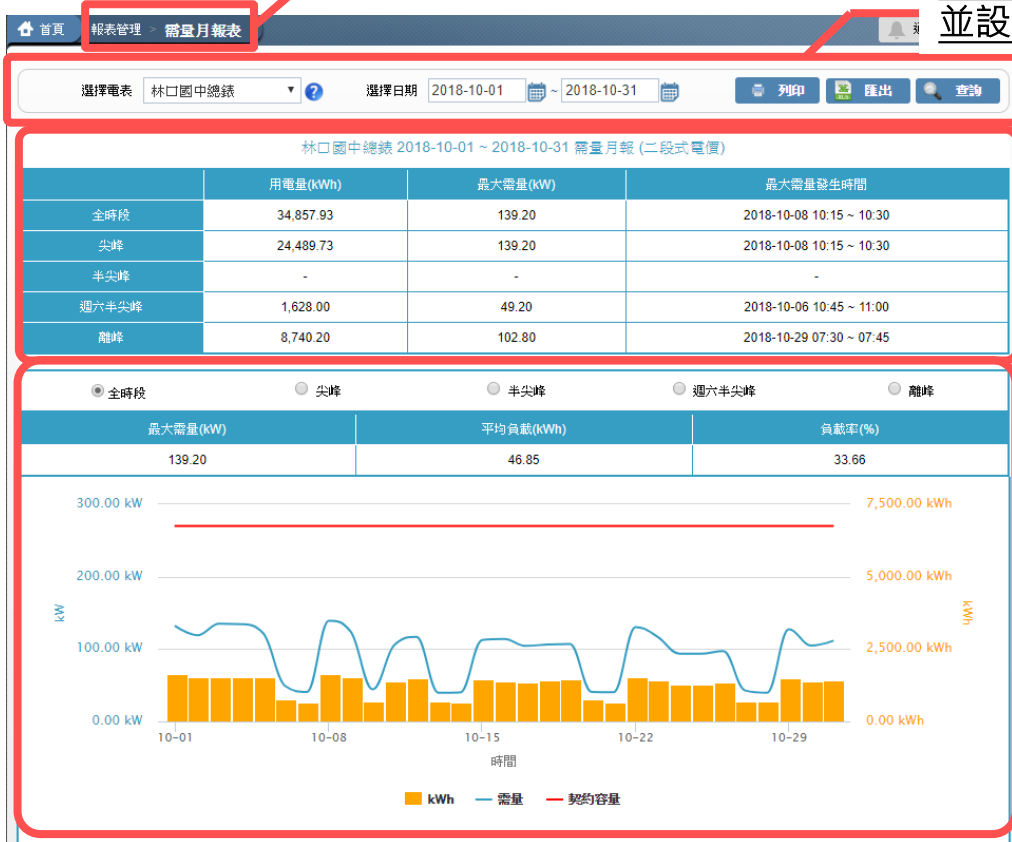 首頁 報表管理 > 需量月報表
並設
選擇電表 林口國中總錶 ? 選擇日期 2018-10-01 ~ 2018-10-31 列印 匯出 查詢
林口國中總錶 2018-10-01 ~ 2018-10-31 需量月報 (二段式電價)
用電量(kWh) 最大需量(kW) 最大需量發生時間
全時段 34,857.93 139.20 2018-10-08 10:15 ~ 10:30
尖峰 24,489.73 139.20 2018-10-08 10:15 ~ 10:30
半尖峰 - - -
週六半尖峰 1,628.00 49.20 2018-10-06 10:45 ~ 11:00
離峰 8,740.20 102.80 2018-10-29 07:30 ~ 07:45
全時段 尖峰 半尖峰 週六半尖峰 離峰
最大需量(kW) 平均負載(kWh) 負載率(%)
139.20 46.85 33.66
300.00 kW 7,500.00 kWh
200.00 kW 5,000.00 kWh
kW kWh
100.00 kW 2,500.00 kWh
0.00 kW 0.00 kWh
10-01 10-08 10-15 10-22 10-29
時間
kWh 需量 契約容量